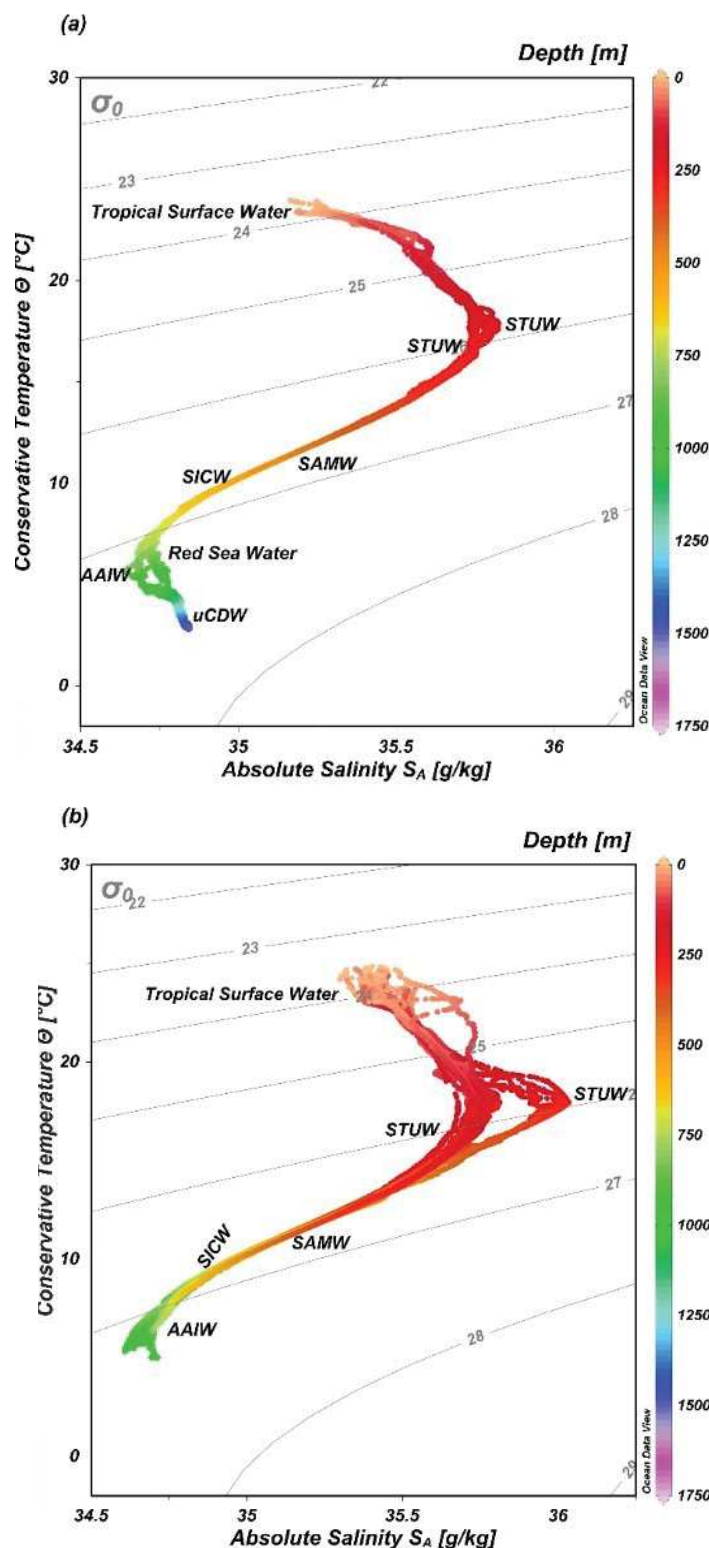 (a)
Depth [m]
30
σ0
22
0
23
250
Tropical Surface Water
24
20
500
25
STUW
STUW
26
750
27
Conservative Temperature Θ [°C]
10
SICW
SAMW
1000
28
Red Sea Water
AAIW
1250
uCDW
1500
0
Ocean Data View
29
1750
34.5
35
35.5
36
Absolute Salinity SA [g/kg]
(b)
Depth [m]
30
0
σ0
22
23
250
Tropical Surface Water
24
20
500
25
STUW
STUW
2
750
27
Conservative Temperature Θ [°C]
SICW
SAMW
10
1000
AAIW
28
1250
0
1500
Ocean Data View
29
1750
34.5
35
35.5
36
Absolute Salinity SA [g/kg]